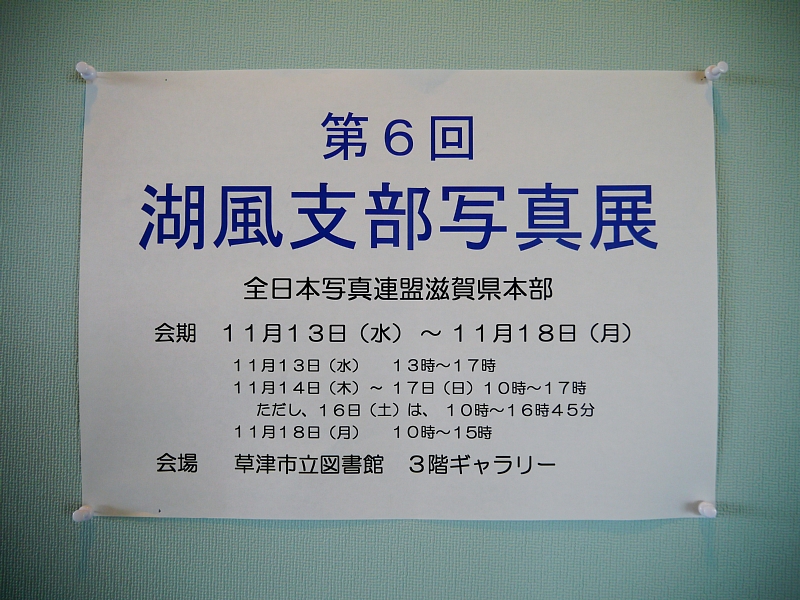 第６回
湖風支部写真展
全日本写真連盟滋賀県本部
会期　１１月１３日（水）　～　１１月１８日（月）
１１月１３日（水）　　１３時～１７時
１１月１４日（木）～　１７日（日）１０時～１７時
ただし、１６日（土）は、　１０時～１６時４５分
１１月１８日（月）　　１０時～１５時
会場　　草津市立図書館　３階ギャラリー